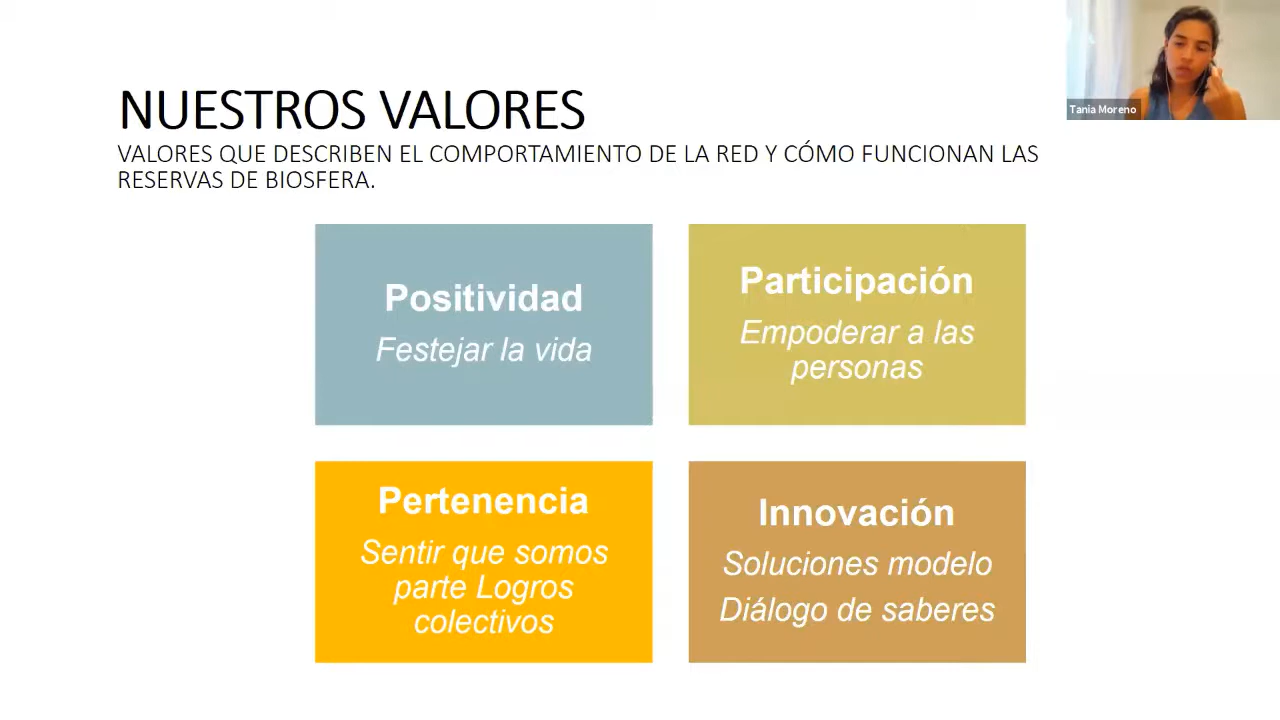 NUESTROS VALORES
VALORES QUE DESCRIBEN EL COMPORTAMIENTO DE LA RED Y CÓMO FUNCIONAN LAS
RESERVAS DE BIOSFERA.
Tania Moreno
Positividad
Festejar la vida
Participación
Empoderar a las
personas
Pertenencia
Sentir que somos
parte Logros
colectivos
Innovación
Soluciones modelo
Diálogo de saberes